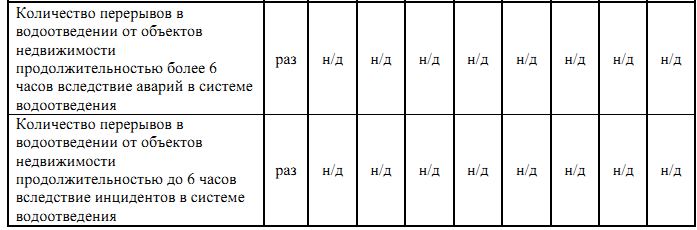 Количество перерывов в
водоотведении от объектов
недвижимости
продолжительностью более 6
часов вследствие аварий в системе
водоотведения
раз н/д н/д н/д н/д н/д н/д н/д н/д
Количество перерывов в
водоотведении от объектов
недвижимости
продолжительностью до 6 часов
вследствие инцидентов в системе
водоотведения
раз н/д н/д н/д н/д н/д н/д н/д н/д